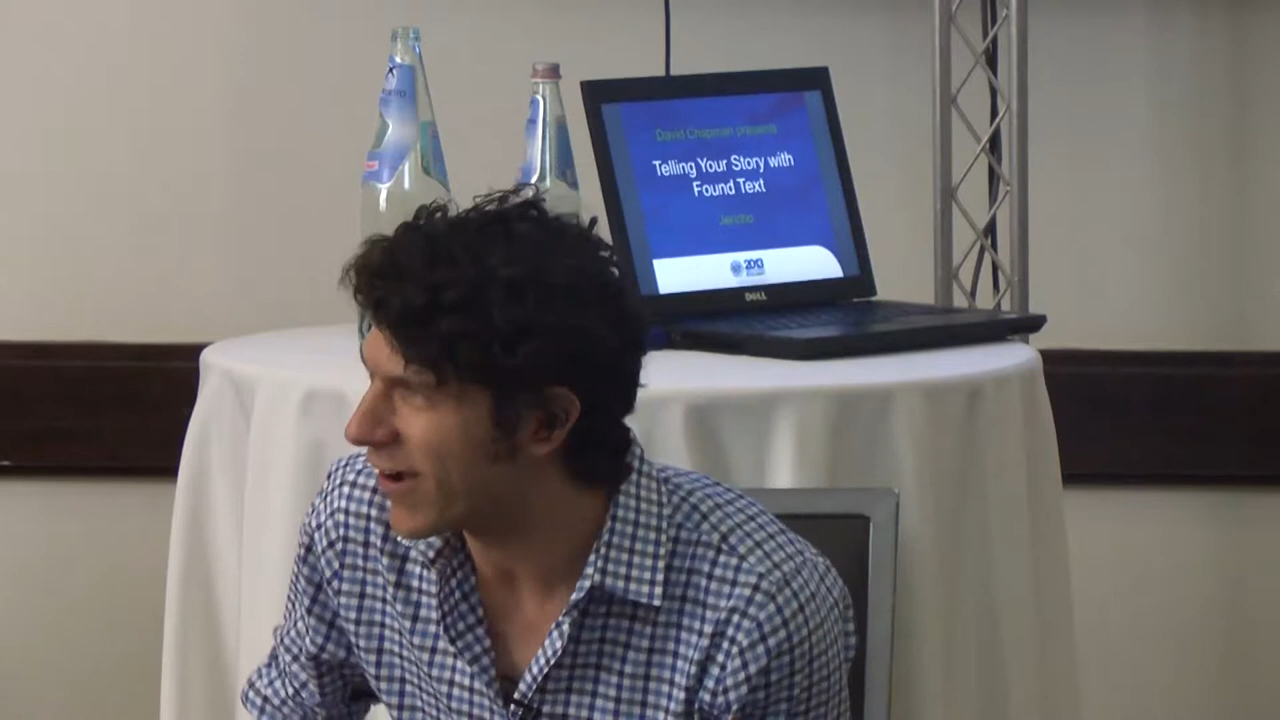 David Chapman presents
Telling Your Story with
Found Text
Jericho
2013
DELL